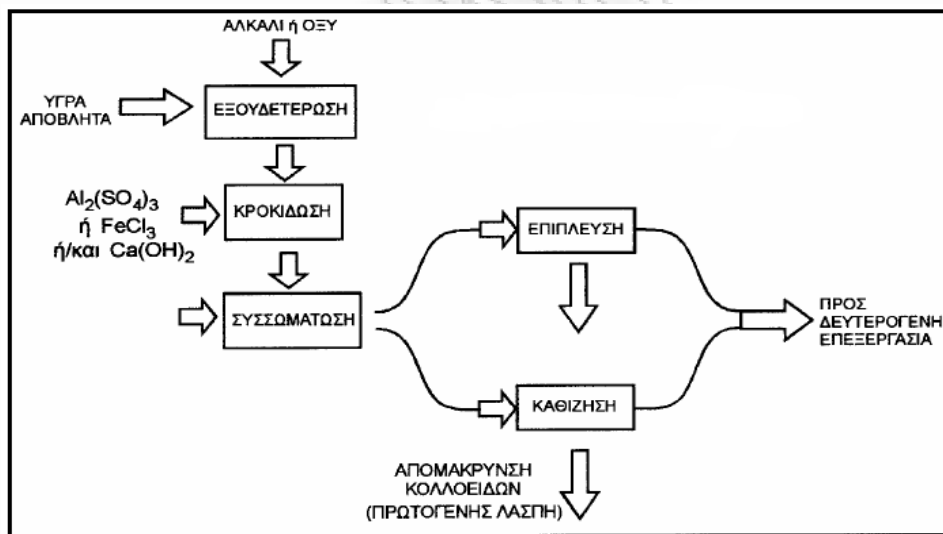 ΑΛΚΑΛΙ ή ΟΞΥ
ΥΓΡΑ
ΑΠΟΒΛΗΤΑ
ΕΞΟΥΔΕΤΕΡΩΣΗ
Al₂(SO₄)₃
ή FeCl₃
ή/και Ca(OH)₂
ΚΡΟΚΙΔΩΣΗ
ΣΥΣΣΩΜΑΤΩΣΗ
ΕΠΙΠΛΕΥΣΗ
ΚΑΘΙΖΗΣΗ
ΠΡΟΣ
ΔΕΥΤΕΡΟΓΕΝΗ
ΕΠΕΞΕΡΓΑΣΙΑ
ΑΠΟΜΑΚΡΥΝΣΗ
ΚΟΛΛΟΕΙΔΩΝ
(ΠΡΩΤΟΓΕΝΗΣ ΛΑΣΠΗ)